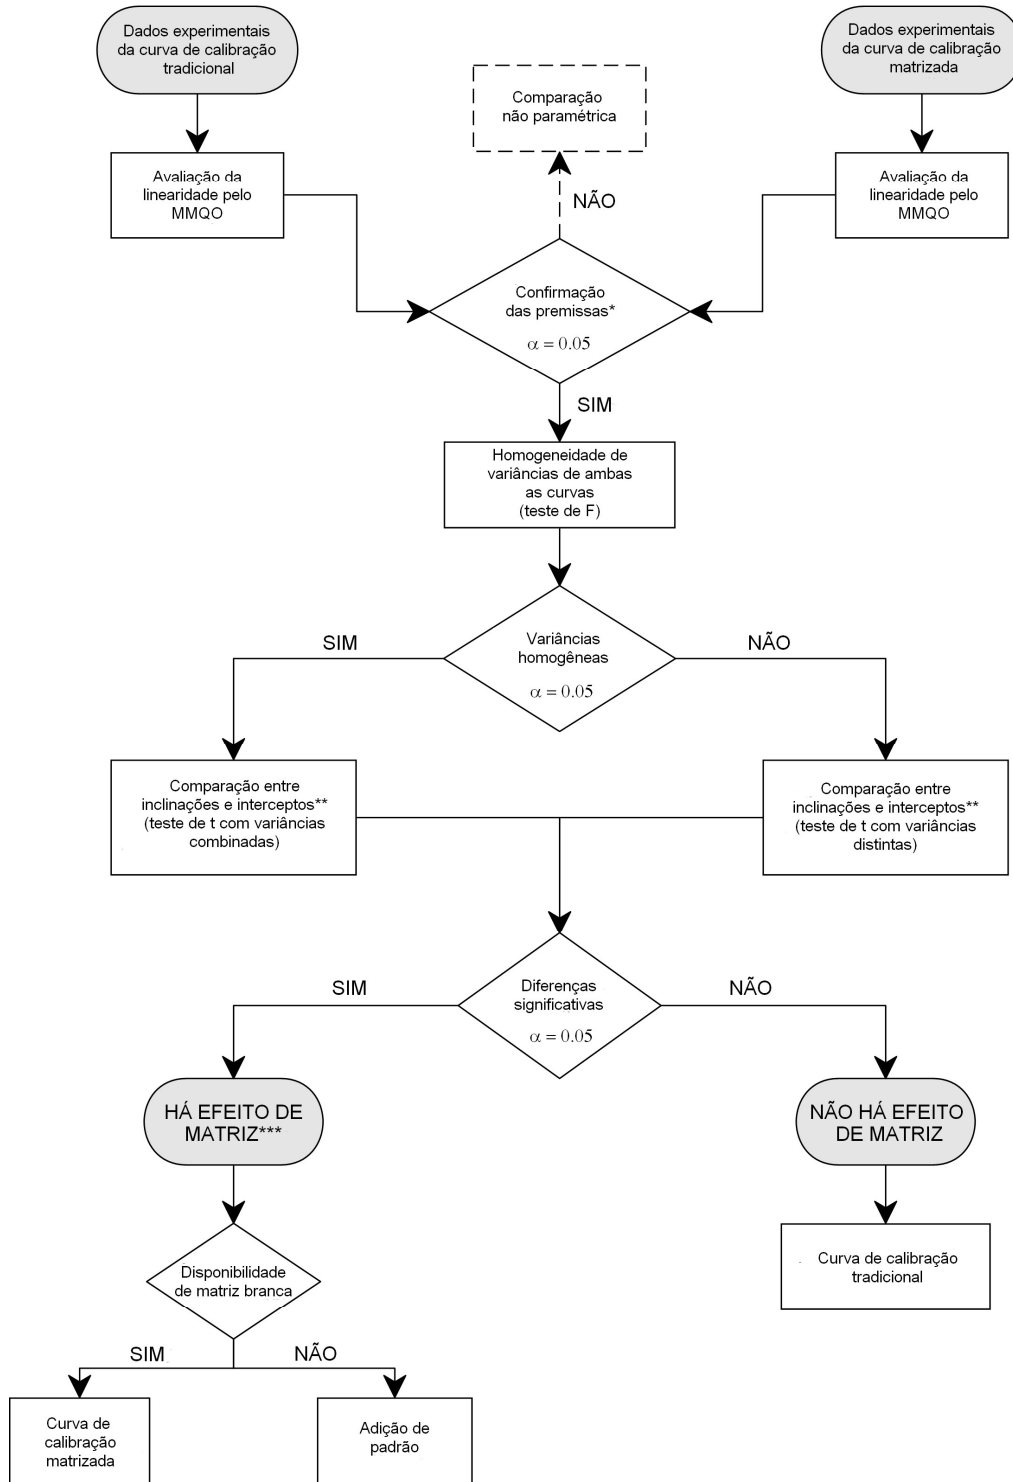 Dados experimentais
da curva de calibração
tradicional
Dados experimentais
da curva de calibração
matrizada
Comparação
não paramétrica
Avaliação da
linearidade pelo
MMQO
Avaliação da
linearidade pelo
MMQO
NÃO
Confirmação
das premissas*
α = 0.05
SIM
Homogeneidade de
variâncias de ambas
as curvas
(teste de F)
SIM
Variâncias
homogêneas
α = 0.05
NÃO
Comparação entre
inclinações e interceptos**
(teste de t com variâncias
combinadas)
Comparação entre
inclinações e interceptos**
(teste de t com variâncias
distintas)
SIM
Diferenças
significativas
α = 0.05
NÃO
HÁ EFEITO DE
MATRIZ***
NÃO HÁ EFEITO
DE MATRIZ
Disponibilidade
de matriz branca
Curva de calibração
tradicional
SIM
NÃO
Curva de
calibração
matrizada
Adição de
padrão